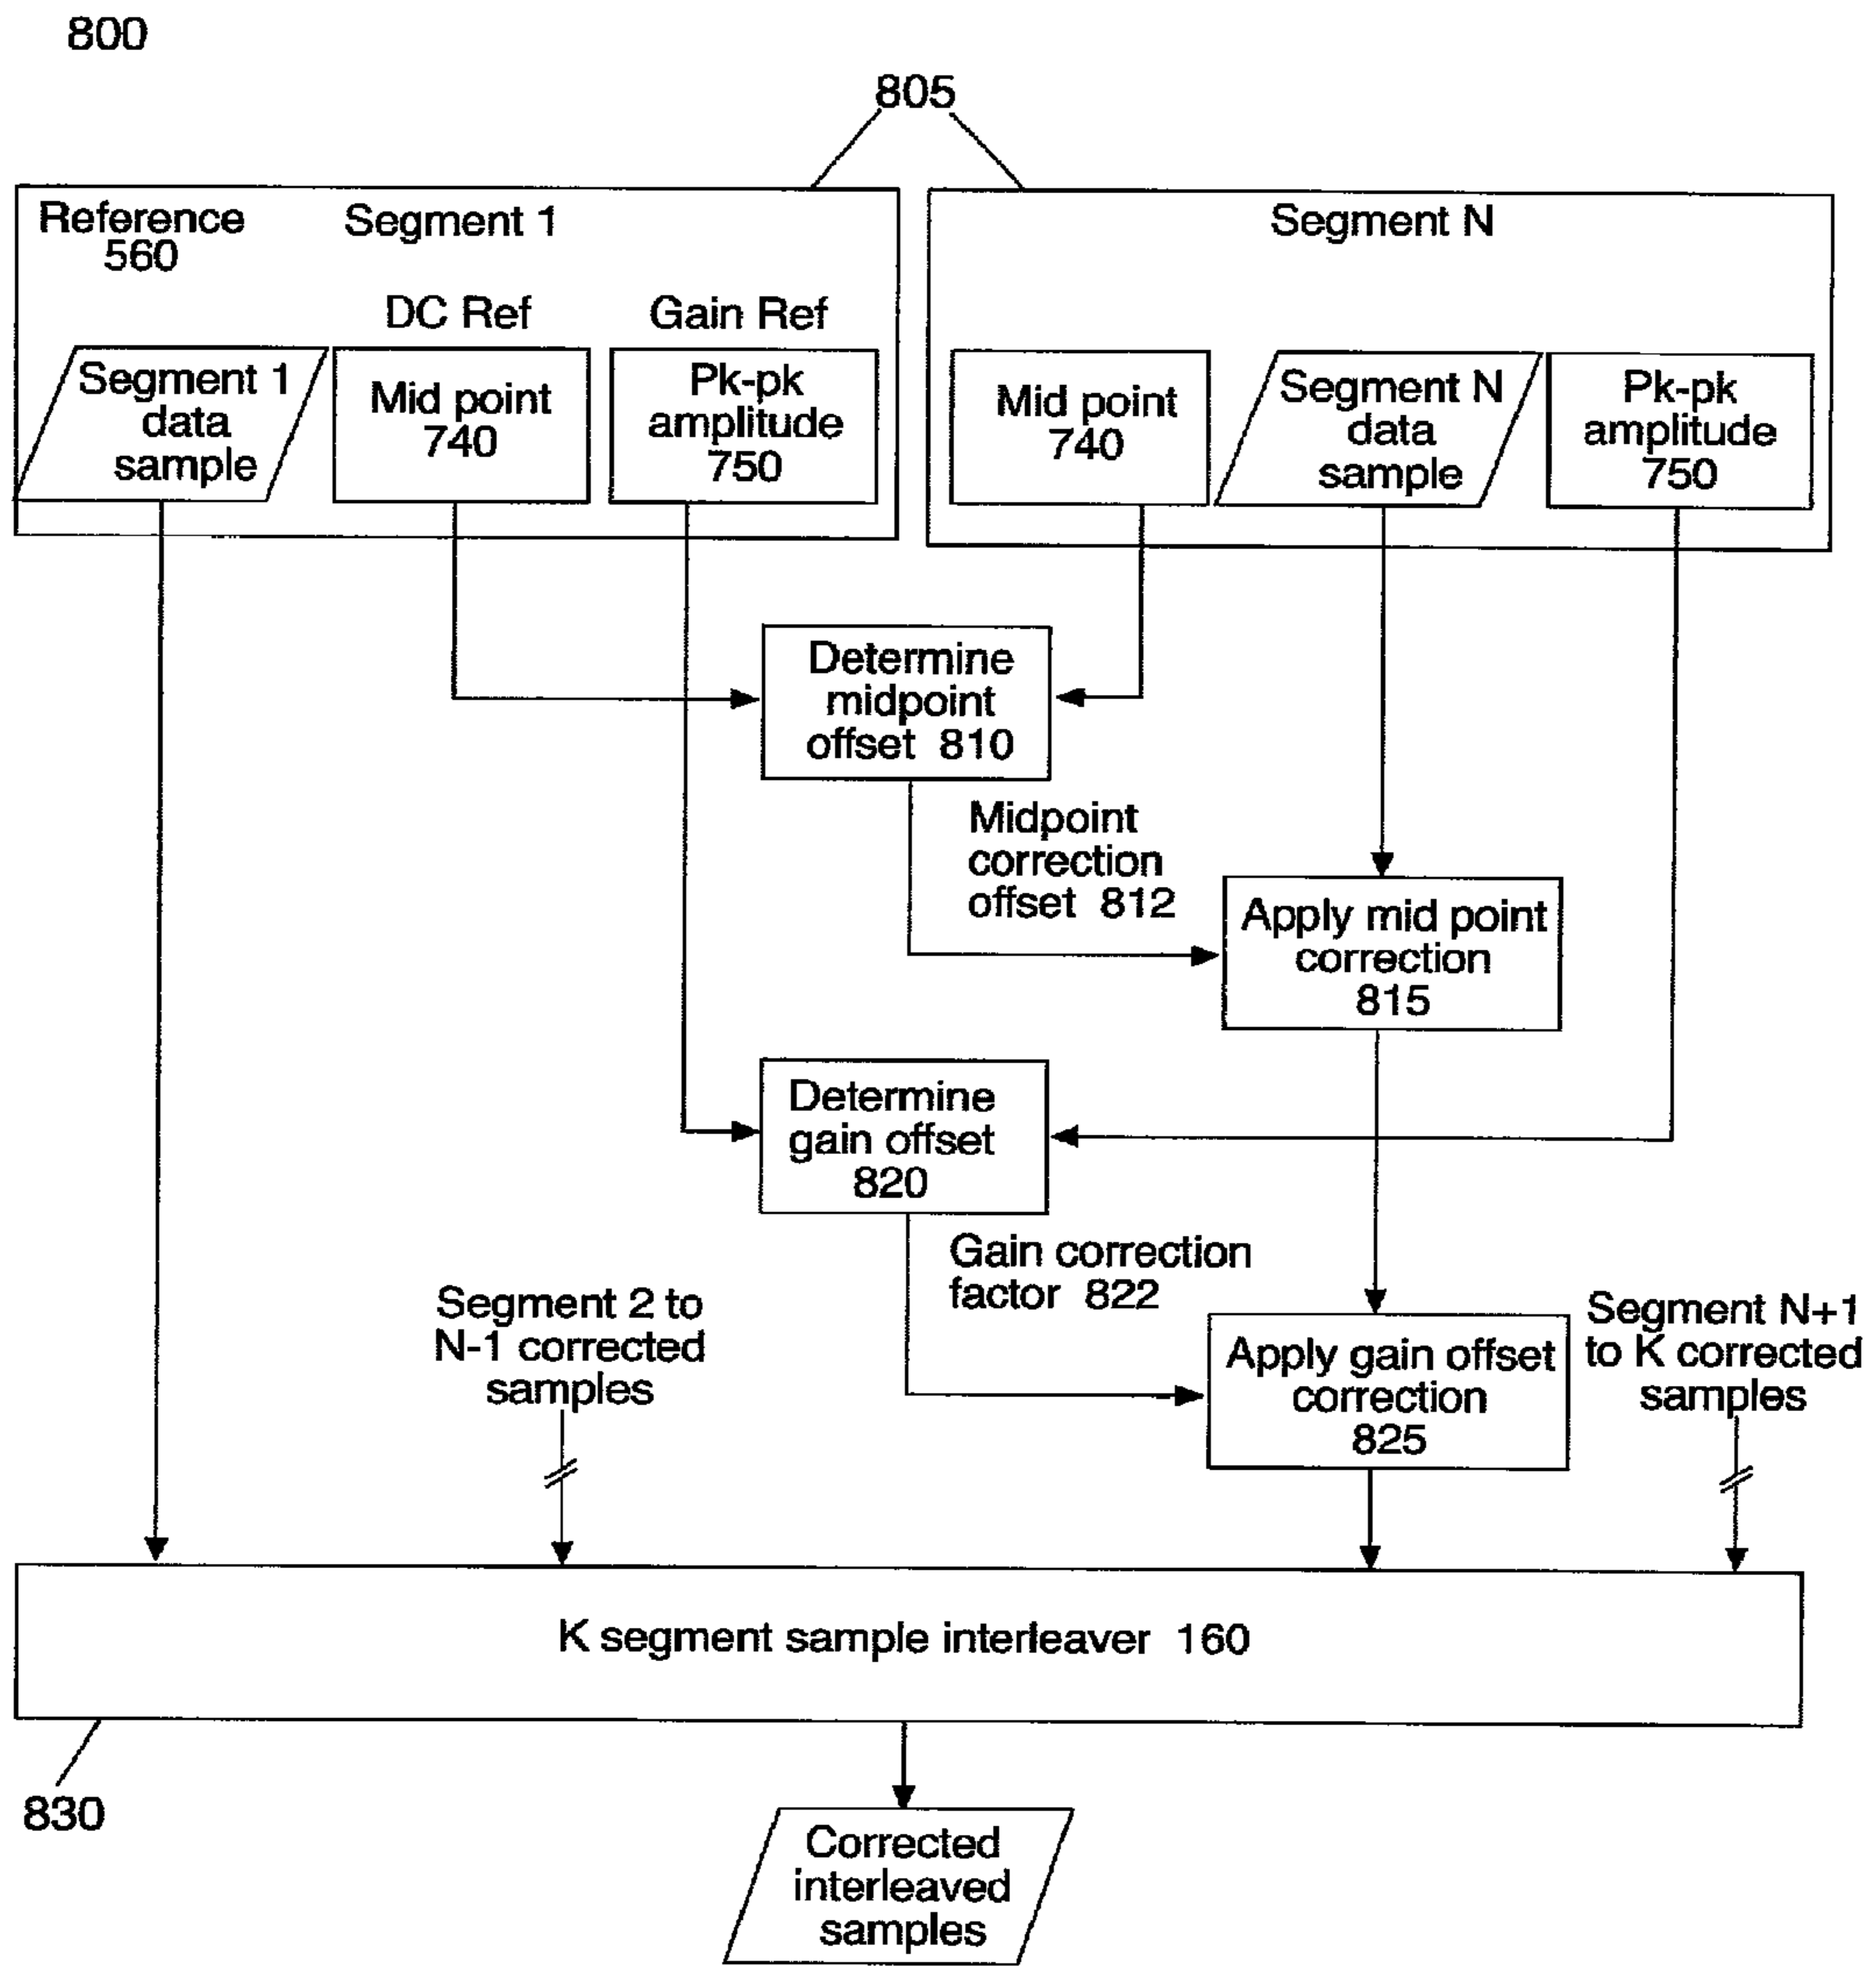 800
805
Reference
560
Segment 1
DC Ref
Gain Ref
Segment 1
data
sample
Mid point
740
Pk-pk
amplitude
750
Segment N
Mid point
740
Segment N
data
sample
Pk-pk
amplitude
750
Determine
midpoint
offset 810
Midpoint
correction
offset 812
Apply mid point
correction
815
Determine
gain offset
820
Gain correction
factor 822
Segment 2 to
N-1 corrected
samples
Apply gain offset
correction
825
Segment N+1
to K corrected
samples
K segment sample interleaver 160
830
Corrected
interleaved
samples